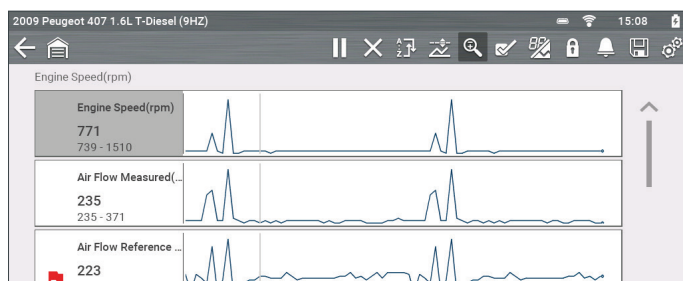 2009 Peugeot 407 1.6L T-Diesel (9HZ) 15:08
Engine Speed(rpm)
Engine Speed(rpm)
771
739 - 1510
Air Flow Measured(...
235
235 - 371
Air Flow Reference ...
223